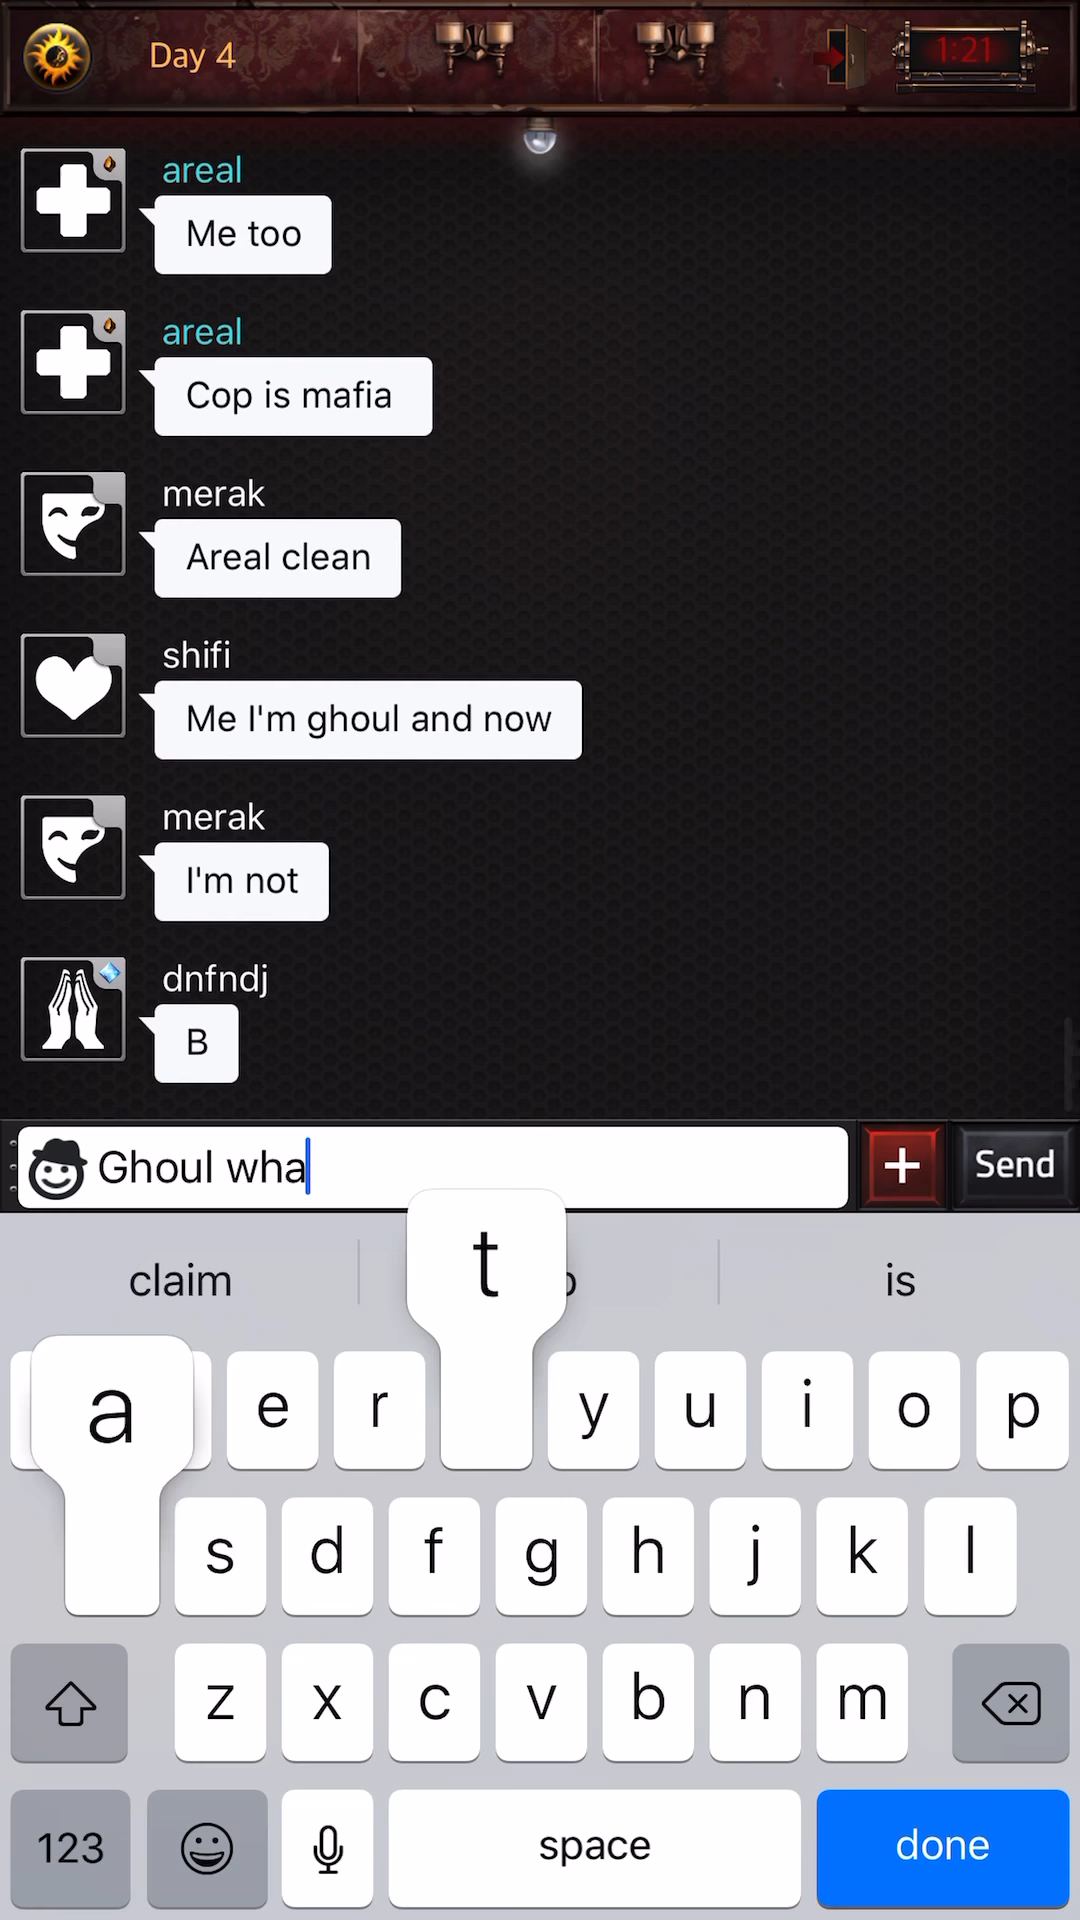 Day 4
1:21
areal
Me too
areal
Cop is mafia
merak
Areal clean
shifi
Me I'm ghoul and now
merak
I'm not
dnfndj
B
Ghoul wha
Send
claim
is
t
a
e r y u i o p
s d f g h j k l
z x c v b n m
123
space
done